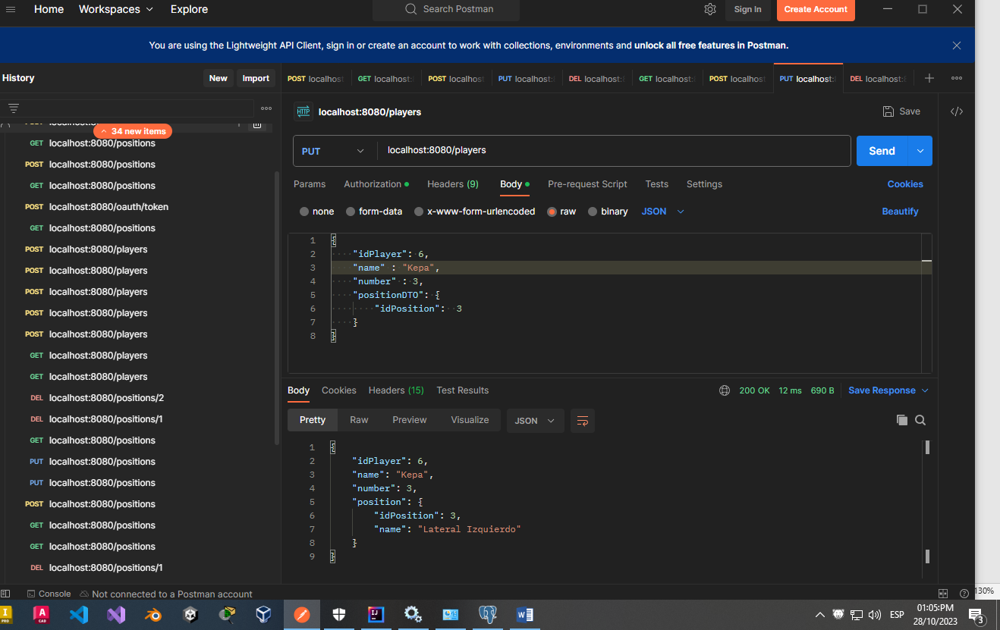 Home Workspaces Explore Search Postman Sign In Create Account
You are using the Lightweight API Client, sign in or create an account to work with collections, environments and unlock all free features in Postman.
History New Import
POST localhost GET localhost: POST localhost PUT localhost: DEL localhost: GET localhost: POST localhost PUT localhost: DEL localhost:
34 new items
GET localhost:8080/positions
POST localhost:8080/positions
GET localhost:8080/positions
POST localhost:8080/oauth/token
GET localhost:8080/positions
POST localhost:8080/players
POST localhost:8080/players
POST localhost:8080/players
POST localhost:8080/players
POST localhost:8080/players
GET localhost:8080/players
GET localhost:8080/players
DEL localhost:8080/positions/2
DEL localhost:8080/positions/1
GET localhost:8080/positions
PUT localhost:8080/positions
PUT localhost:8080/positions
POST localhost:8080/positions
GET localhost:8080/positions
GET localhost:8080/positions
DEL localhost:8080/positions/1
HTTP localhost:8080/players Save
PUT localhost:8080/players Send
Params Authorization Headers (9) Body Pre-request Script Tests Settings Cookies
none form-data x-www-form-urlencoded raw binary JSON Beautify
1 {
2 "idPlayer": 6,
3 "name" : "Kepa",
4 "number" : 3,
5 "positionDTO": {
6 "idPosition": 3
7 }
8 }
Body Cookies Headers (15) Test Results 200 OK 12 ms 690 B Save Response
Pretty Raw Preview Visualize JSON
1 {
2 "idPlayer": 6,
3 "name": "Kepa",
4 "number": 3,
5 "position": {
6 "idPosition": 3,
7 "name": "Lateral Izquierdo"
8 }
9 }
Console Not connected to a Postman account
130%
ESP
01:05:PM
28/10/2023
3